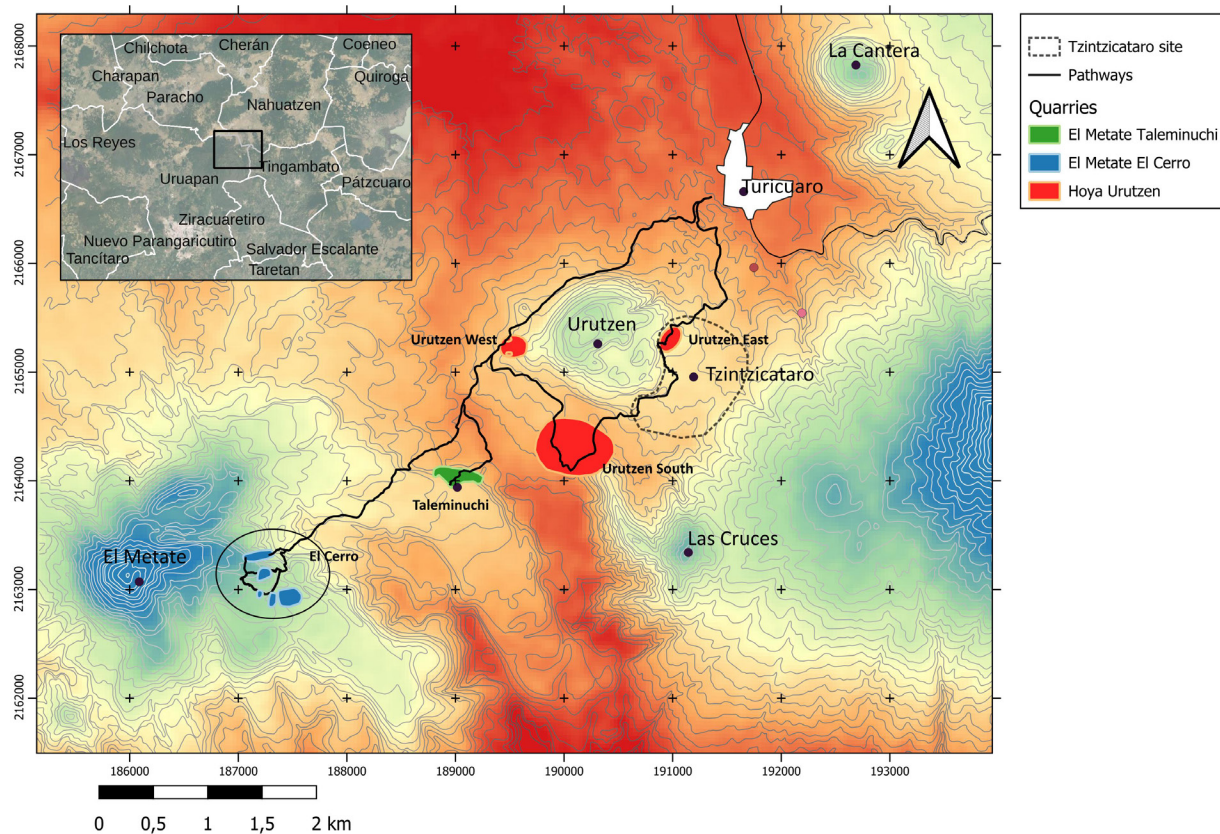 Chilchota
Cherán
Coeneo
Charapan
Quiroga
Paracho
Nahuatzen
Los Reyes
Tingambato
Uruapan
Pátzcuaro
Ziracuaretiro
Nuevo Parangaricutiro
Salvador Escalante
Tancítaro
Taretan
La Cantera
Turicuaro
Urutzen
Urutzen West
Urutzen East
Tzintzicataro
Urutzen South
Taleminuchi
Las Cruces
El Metate
El Cerro
2168000
2167000
2166000
2165000
2164000
2163000
2162000
186000
187000
188000
189000
190000
191000
192000
193000
0
0,5
1
1,5
2 km
Tzintzicataro site
Pathways
Quarries
El Metate Taleminuchi
El Metate El Cerro
Hoya Urutzen